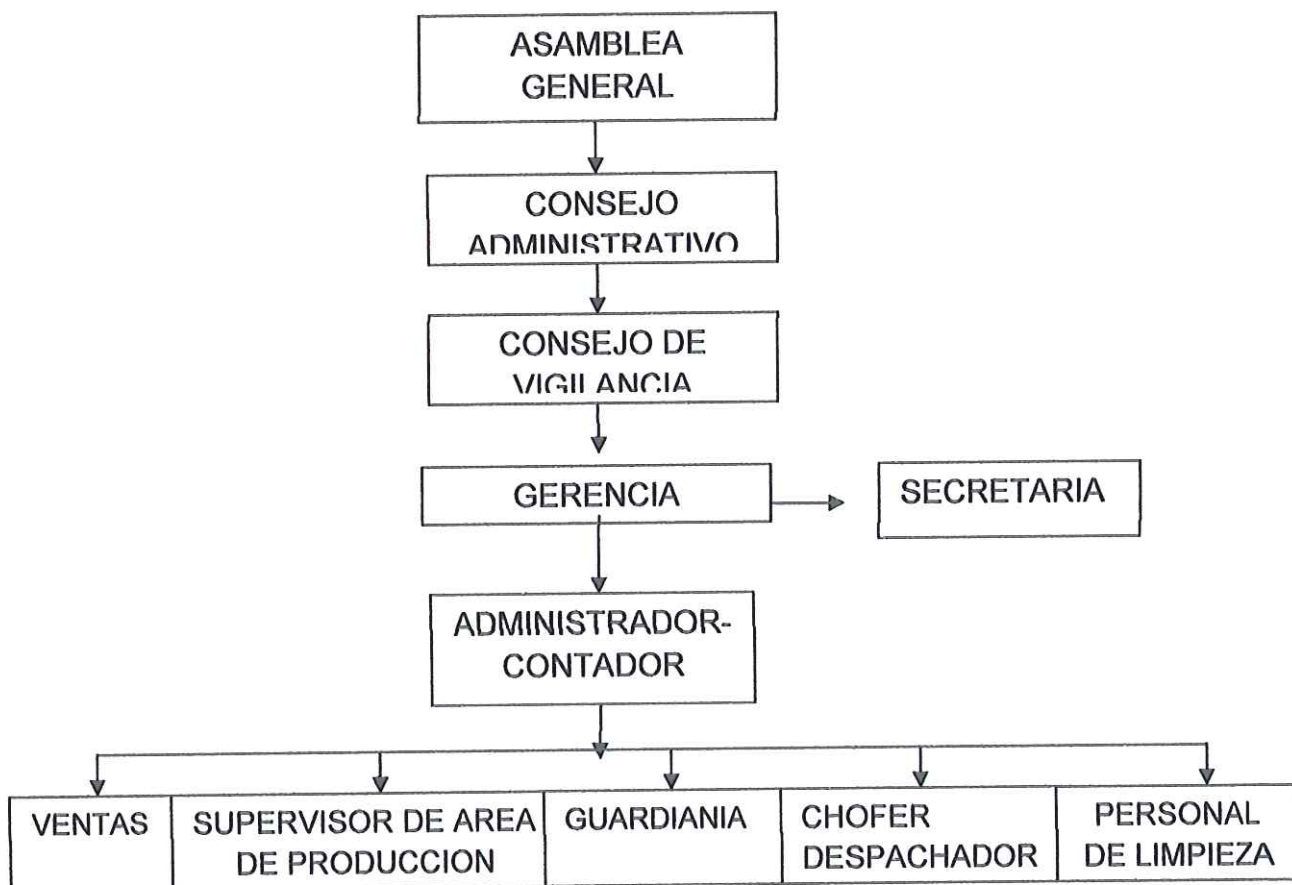 ASAMBLEA
GENERAL
CONSEJO
ADMINISTRATIVO
CONSEJO DE
VIGILANCIA
GERENCIA
SECRETARIA
ADMINISTRADOR-
CONTADOR
VENTAS
SUPERVISOR DE AREA
DE PRODUCCION
GUARDIANIA
CHOFER
DESPACHADOR
PERSONAL
DE LIMPIEZA